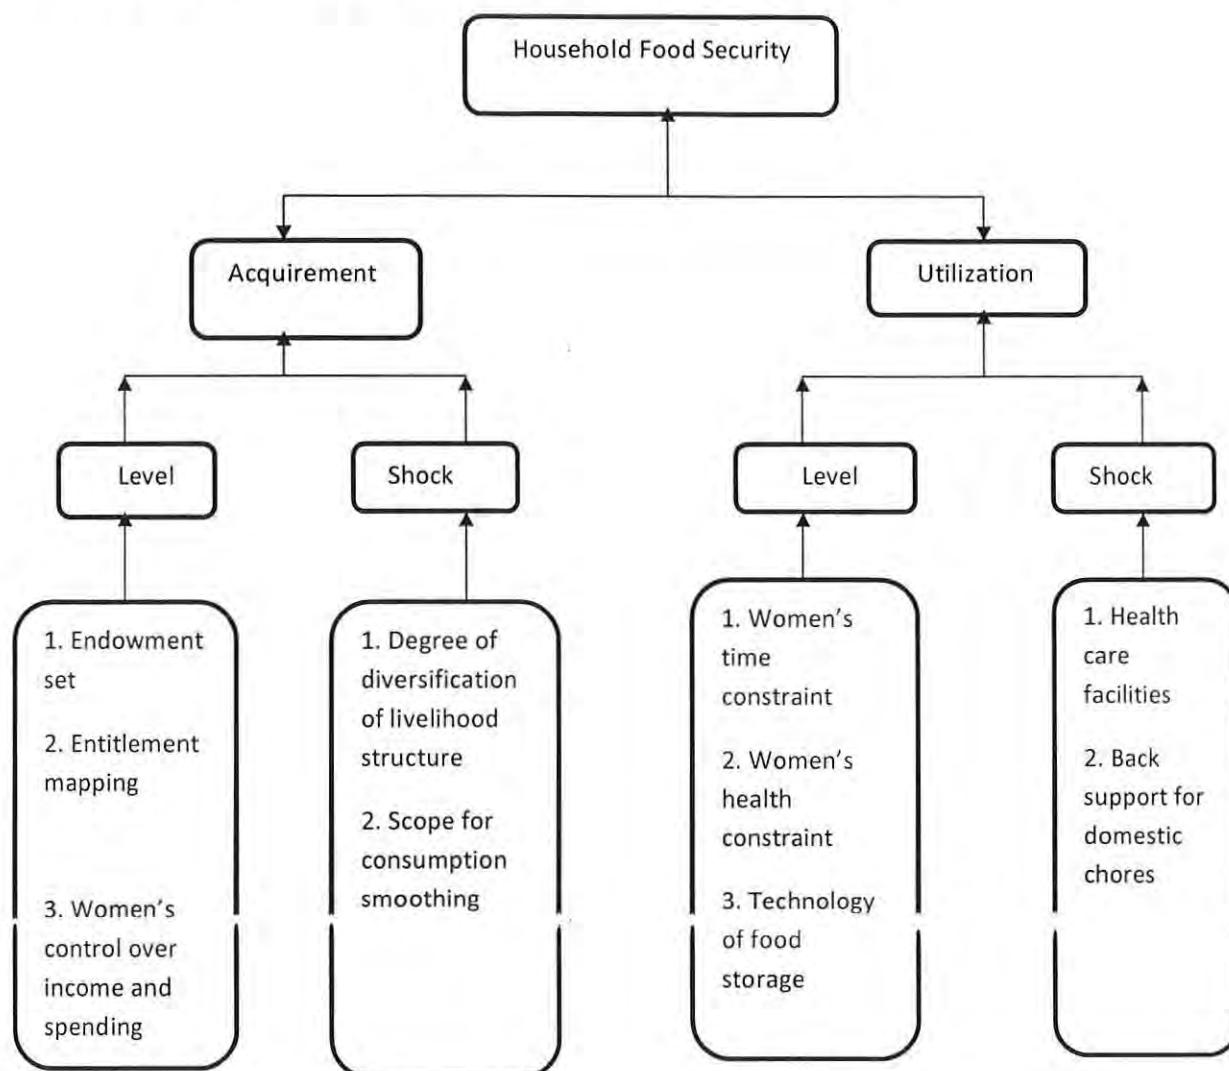 Household Food Security
Acquirement
Utilization
Level
Shock
Level
Shock
1. Endowment
set
2. Entitlement
mapping
3. Women's
control over
income and
spending
1. Degree of
diversification
of livelihood
structure
2. Scope for
consumption
smoothing
1. Women's
time
constraint
2. Women's
health
constraint
3. Technology
of food
storage
1. Health
care
facilities
2. Back
support for
domestic
chores